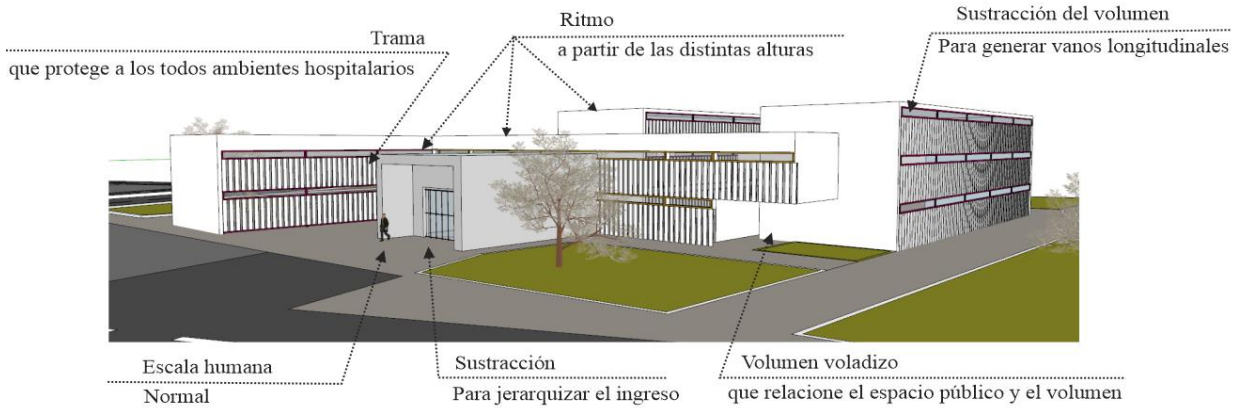 Trama
que protege a los todos ambientes hospitalarios
Ritmo
a partir de las distintas alturas
Sustracción del volumen
Para generar vanos longitudinales
Escala humana
Normal
Sustracción
Para jerarquizar el ingreso
Volumen voladizo
que relacione el espacio público y el volumen